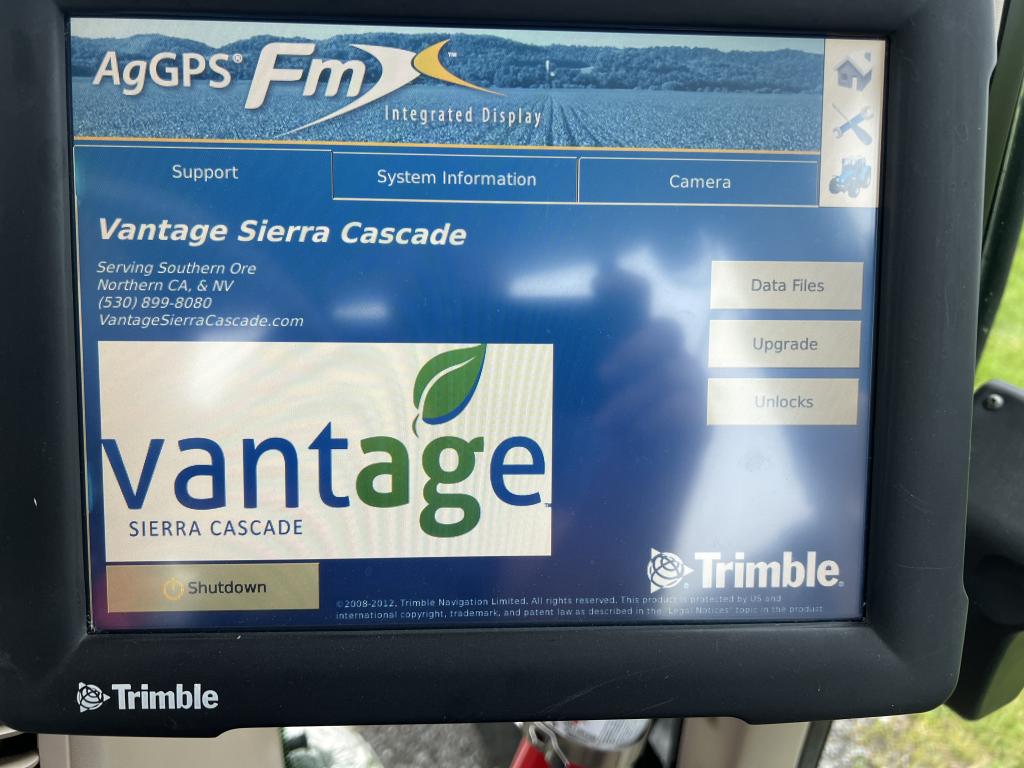 AgGPS® FmX™
Integrated Display
Support
System Information
Camera
Vantage Sierra Cascade
Serving Southern Ore
Northern CA, & NV
(530) 899-8080
VantageSierraCascade.com
Data Files
Upgrade
Unlocks
vantage™
SIERRA CASCADE
Shutdown
Trimble®
©2008-2012, Trimble Navigation Limited. All rights reserved. This product is protected by US and
international copyright, trademark, and patent law as described in the "Legal Notices" topic in the product
Trimble